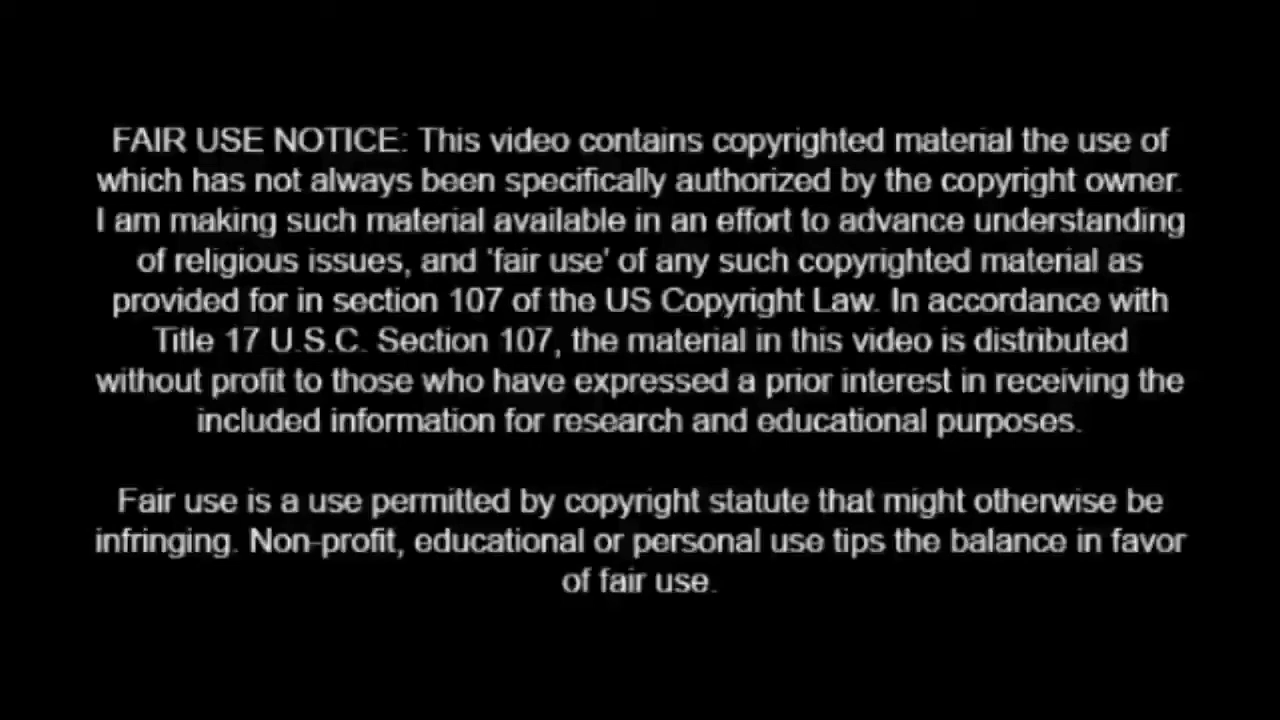 FAIR USE NOTICE: This video contains copyrighted material the use of
which has not always been specifically authorized by the copyright owner.
I am making such material available in an effort to advance understanding
of religious issues, and 'fair use' of any such copyrighted material as
provided for in section 107 of the US Copyright Law. In accordance with
Title 17 U.S.C. Section 107, the material in this video is distributed
without profit to those who have expressed a prior interest in receiving the
included information for research and educational purposes.
Fair use is a use permitted by copyright statute that might otherwise be
infringing. Non-profit, educational or personal use tips the balance in favor
of fair use.